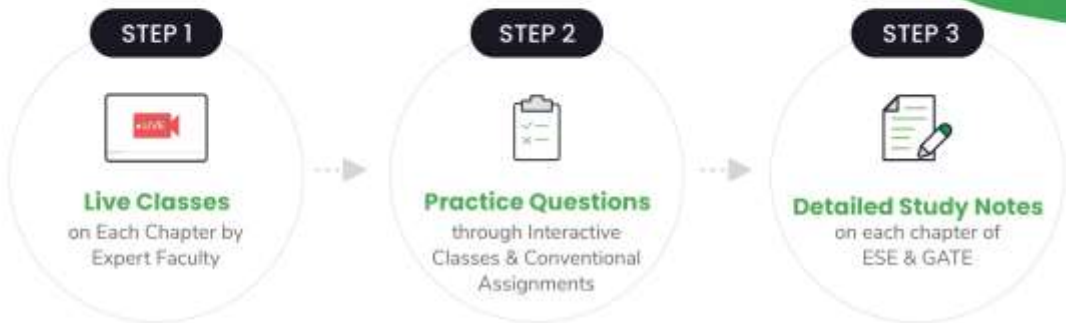 STEP 1
LIVE
Live Classes
on Each Chapter by
Expert Faculty
STEP 2
Practice Questions
through Interactive
Classes & Conventional
Assignments
STEP 3
Detailed Study Notes
on each chapter of
ESE & GATE